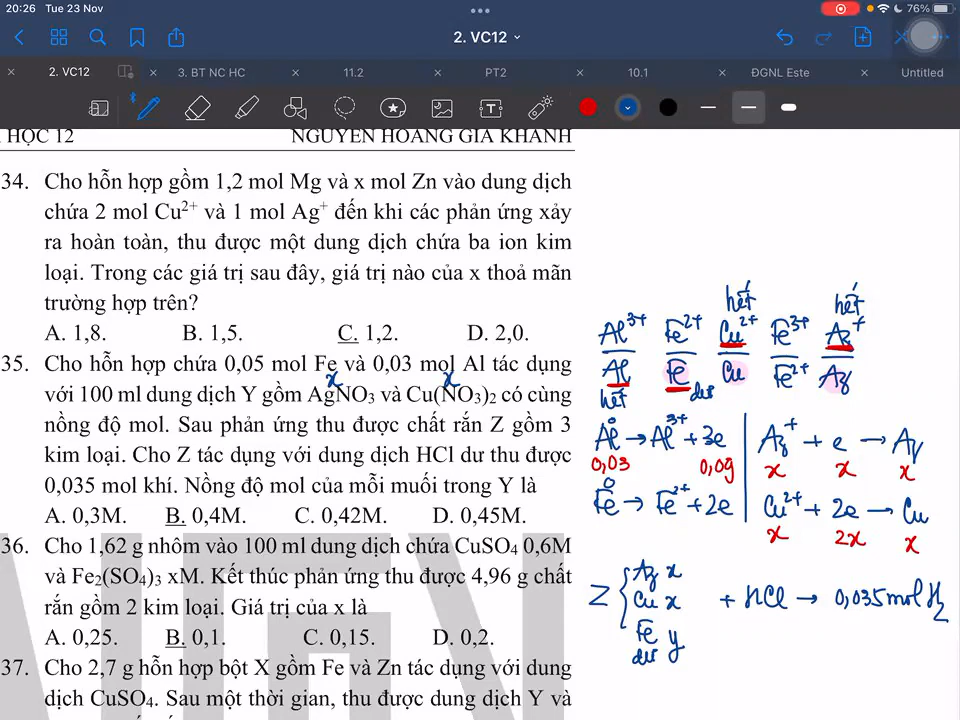 20:26 Tue 23 Nov
76%
2. VC12
2. VC12
3. BT NC HC
11.2
PT2
10.1
ĐGNL Este
Untitled
HỌC 12 NGUYỄN HOÀNG GIA KHÁNH
34. Cho hỗn hợp gồm 1,2 mol Mg và x mol Zn vào dung dịch
chứa 2 mol Cu²⁺ và 1 mol Ag⁺ đến khi các phản ứng xảy
ra hoàn toàn, thu được một dung dịch chứa ba ion kim
loại. Trong các giá trị sau đây, giá trị nào của x thoả mãn
trường hợp trên?
A. 1,8. B. 1,5. C. 1,2. D. 2,0.
35. Cho hỗn hợp chứa 0,05 mol Fe và 0,03 mol Al tác dụng
x x
với 100 ml dung dịch Y gồm AgNO₃ và Cu(NO₃)₂ có cùng
nồng độ mol. Sau phản ứng thu được chất rắn Z gồm 3
kim loại. Cho Z tác dụng với dung dịch HCl dư thu được
0,035 mol khí. Nồng độ mol của mỗi muối trong Y là
A. 0,3M. B. 0,4M. C. 0,42M. D. 0,45M.
36. Cho 1,62 g nhôm vào 100 ml dung dịch chứa CuSO₄ 0,6M
và Fe₂(SO₄)₃ xM. Kết thúc phản ứng thu được 4,96 g chất
rắn gồm 2 kim loại. Giá trị của x là
A. 0,25. B. 0,1. C. 0,15. D. 0,2.
37. Cho 2,7 g hỗn hợp bột X gồm Fe và Zn tác dụng với dung
dịch CuSO₄. Sau một thời gian, thu được dung dịch Y và
hết hết
Al³⁺ Fe²⁺ Cu²⁺ Fe³⁺ Ag⁺
Al Fe Cu Fe²⁺ Ag
hết dư
Al⁰ → Al³⁺ + 3e Ag⁺ + e → Ag
0,03 0,09 x x x
Fe⁰ → Fe²⁺ + 2e Cu²⁺ + 2e → Cu
x 2x x
Ag x
Z { Cu x + HCl → 0,035 mol H₂
Fe y
dư